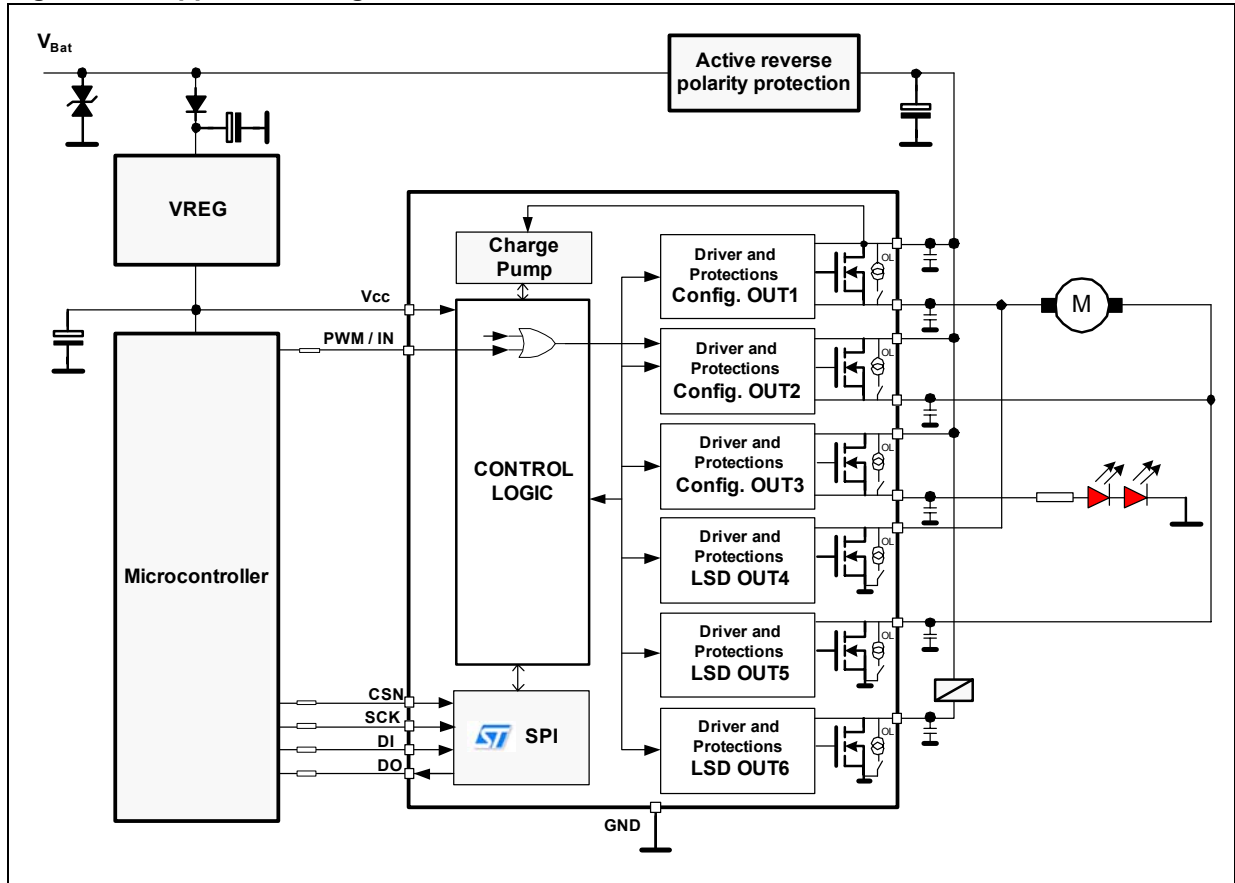 V_Bat
Active reverse
polarity protection
VREG
Charge
Pump
Driver and
Protections
Config. OUT1
OL
M
Vcc
PWM / IN
Driver and
Protections
Config. OUT2
OL
CONTROL
LOGIC
Driver and
Protections
Config. OUT3
OL
Microcontroller
Driver and
Protections
LSD OUT4
OL
Driver and
Protections
LSD OUT5
OL
CSN
SCK
DI
DO
ST SPI
Driver and
Protections
LSD OUT6
OL
GND